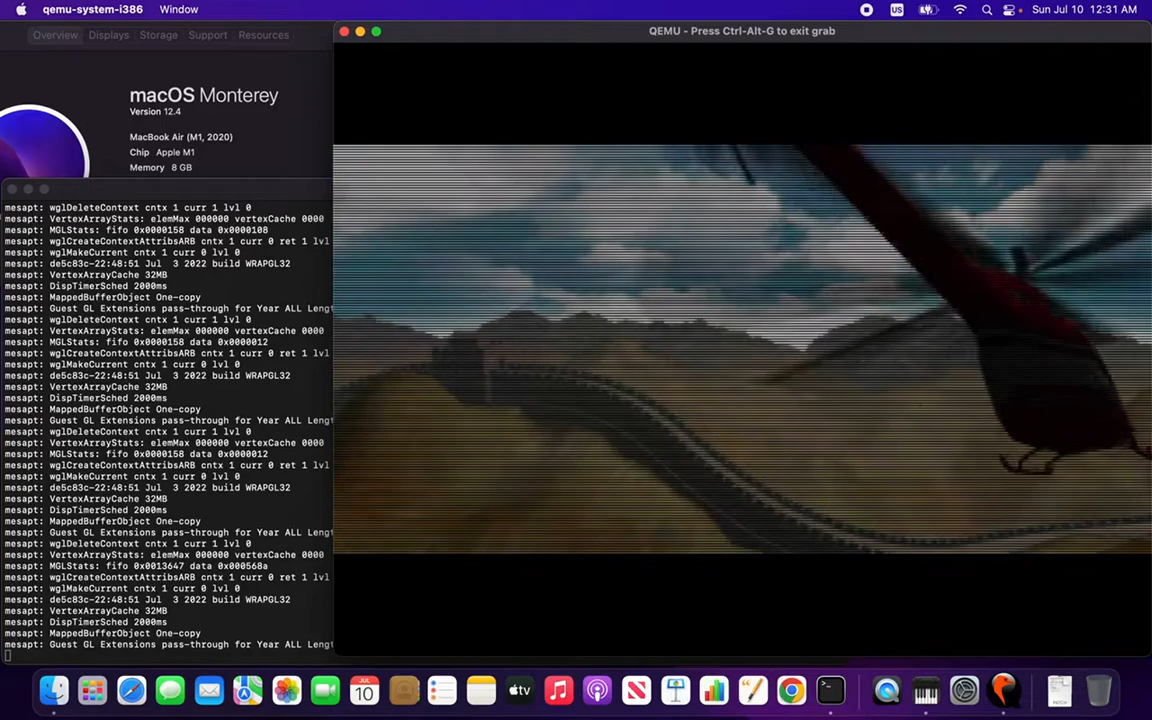 qemu-system-i386 Window
US
Sun Jul 10 12:31 AM
Overview Displays Storage Support Resources
QEMU - Press Ctrl-Alt-G to exit grab
macOS Monterey
Version 12.4
MacBook Air (M1, 2020)
Chip Apple M1
Memory 8 GB
mesapt: wglDeleteContext cntx 1 curr 1 lvl 0
mesapt: VertexArrayStats: elemMax 000000 vertexCache 0000
mesapt: MGLStats: fifo 0x0000158 data 0x0000108
mesapt: wglCreateContextAttribsARB cntx 1 curr 0 ret 1 lvl
mesapt: wglMakeCurrent cntx 1 curr 0 lvl 0
mesapt: de5c83c-22:48:51 Jul  3 2022 build WRAPGL32
mesapt: VertexArrayCache 32MB
mesapt: DispTimerSched 2000ms
mesapt: MappedBufferObject One-copy
mesapt: Guest GL Extensions pass-through for Year ALL Lengt
mesapt: wglDeleteContext cntx 1 curr 1 lvl 0
mesapt: VertexArrayStats: elemMax 000000 vertexCache 0000
mesapt: MGLStats: fifo 0x0000158 data 0x0000012
mesapt: wglCreateContextAttribsARB cntx 1 curr 0 ret 1 lvl
mesapt: wglMakeCurrent cntx 1 curr 0 lvl 0
mesapt: de5c83c-22:48:51 Jul  3 2022 build WRAPGL32
mesapt: VertexArrayCache 32MB
mesapt: DispTimerSched 2000ms
mesapt: MappedBufferObject One-copy
mesapt: Guest GL Extensions pass-through for Year ALL Lengt
mesapt: wglDeleteContext cntx 1 curr 1 lvl 0
mesapt: VertexArrayStats: elemMax 000000 vertexCache 0000
mesapt: MGLStats: fifo 0x0000158 data 0x0000012
mesapt: wglCreateContextAttribsARB cntx 1 curr 0 ret 1 lvl
mesapt: wglMakeCurrent cntx 1 curr 0 lvl 0
mesapt: de5c83c-22:48:51 Jul  3 2022 build WRAPGL32
mesapt: VertexArrayCache 32MB
mesapt: DispTimerSched 2000ms
mesapt: MappedBufferObject One-copy
mesapt: Guest GL Extensions pass-through for Year ALL Lengt
mesapt: wglDeleteContext cntx 1 curr 1 lvl 0
mesapt: VertexArrayStats: elemMax 000000 vertexCache 0000
mesapt: MGLStats: fifo 0x0013647 data 0x000568a
mesapt: wglCreateContextAttribsARB cntx 1 curr 0 ret 1 lvl
mesapt: wglMakeCurrent cntx 1 curr 0 lvl 0
mesapt: de5c83c-22:48:51 Jul  3 2022 build WRAPGL32
mesapt: VertexArrayCache 32MB
mesapt: DispTimerSched 2000ms
mesapt: MappedBufferObject One-copy
mesapt: Guest GL Extensions pass-through for Year ALL Lengt
JUL
10
tv
PATCH